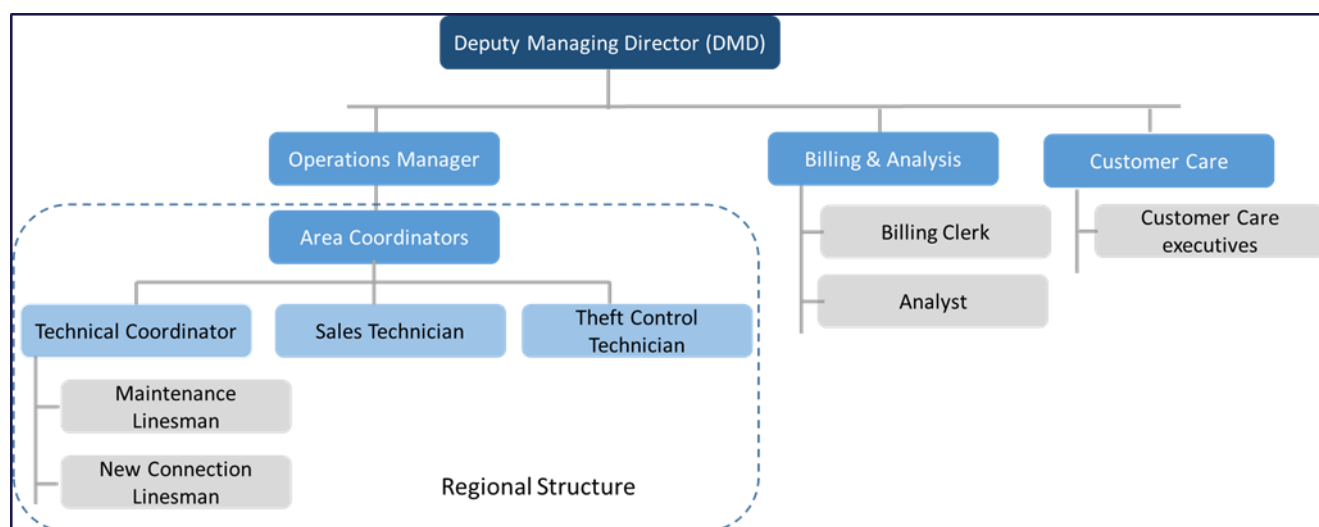 Deputy Managing Director (DMD)
Operations Manager
Billing & Analysis
Customer Care
Area Coordinators
Billing Clerk
Customer Care
executives
Analyst
Technical Coordinator
Sales Technician
Theft Control
Technician
Maintenance
Linesman
New Connection
Linesman
Regional Structure